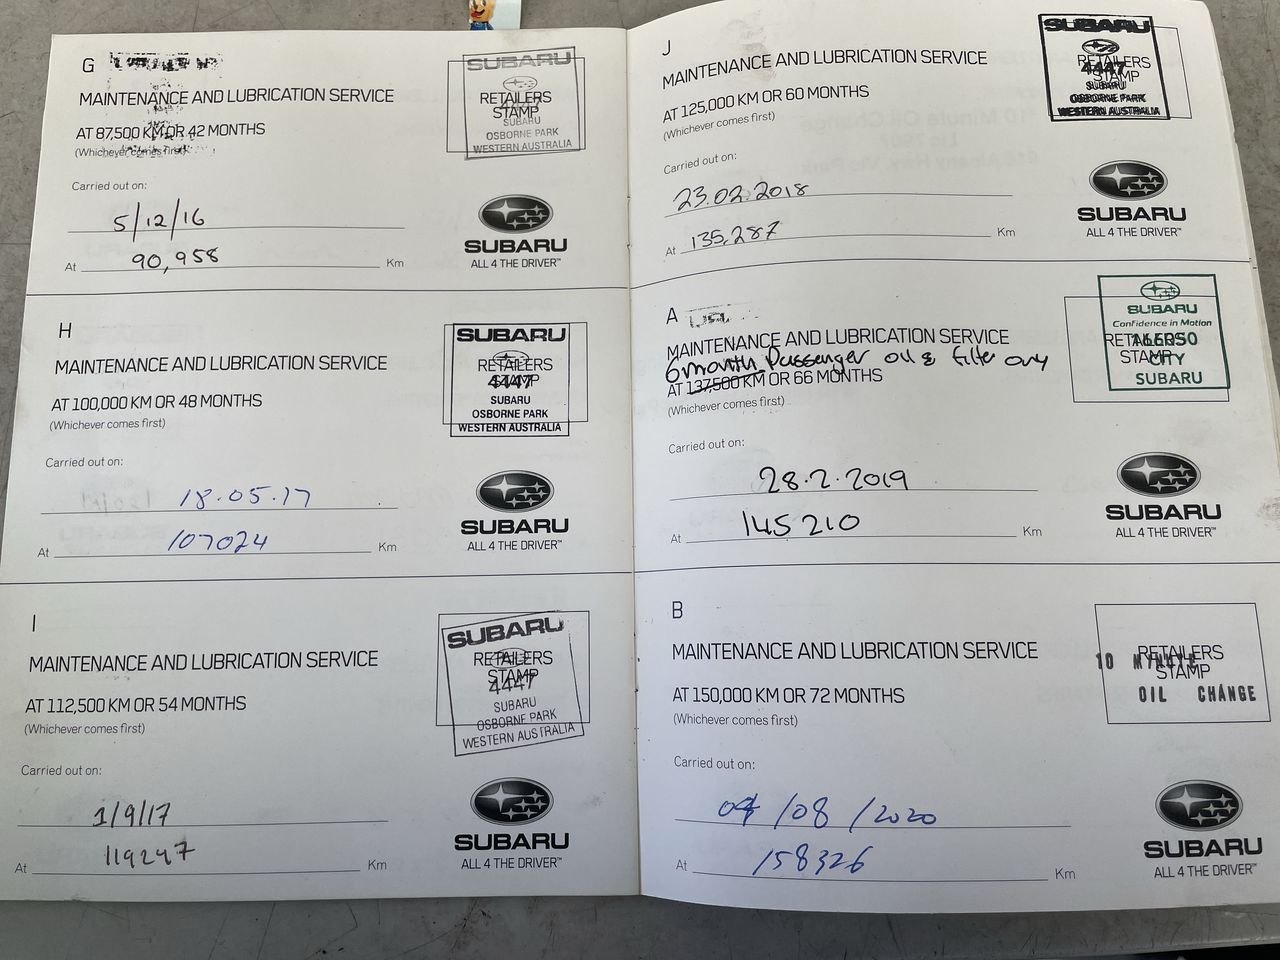 G
MAINTENANCE AND LUBRICATION SERVICE
AT 87,500 KM OR 42 MONTHS
(Whichever comes first)
SUBARU
RETAILERS
STAMP
4447
SUBARU
OSBORNE PARK
WESTERN AUSTRALIA
Carried out on:
5/12/16
At 90,958 Km
SUBARU
ALL 4 THE DRIVER™
H
MAINTENANCE AND LUBRICATION SERVICE
AT 100,000 KM OR 48 MONTHS
(Whichever comes first)
SUBARU
RETAILERS
STAMP
4447
SUBARU
OSBORNE PARK
WESTERN AUSTRALIA
Carried out on:
18.05.17
At 107024 Km
SUBARU
ALL 4 THE DRIVER™
I
MAINTENANCE AND LUBRICATION SERVICE
AT 112,500 KM OR 54 MONTHS
(Whichever comes first)
SUBARU
RETAILERS
STAMP
4447
SUBARU
OSBORNE PARK
WESTERN AUSTRALIA
Carried out on:
1/9/17
At 119247 Km
SUBARU
ALL 4 THE DRIVER™
J
MAINTENANCE AND LUBRICATION SERVICE
AT 125,000 KM OR 60 MONTHS
(Whichever comes first)
SUBARU
RETAILERS
STAMP
4447
SUBARU
OSBORNE PARK
WESTERN AUSTRALIA
Carried out on:
23.02.2018
At 135,287 Km
SUBARU
ALL 4 THE DRIVER™
A
MAINTENANCE AND LUBRICATION SERVICE
6 month Passenger oil & filter only
AT 137,500 KM OR 66 MONTHS
(Whichever comes first)
SUBARU
Confidence in Motion
RETAILERS
STAMP
CITY
SUBARU
Carried out on:
28.2.2019
At 145210 Km
SUBARU
ALL 4 THE DRIVER™
B
MAINTENANCE AND LUBRICATION SERVICE
AT 150,000 KM OR 72 MONTHS
(Whichever comes first)
RETAILERS
STAMP
10 MINUTE
OIL CHANGE
Carried out on:
04/08/2020
At 158326 Km
SUBARU
ALL 4 THE DRIVER™